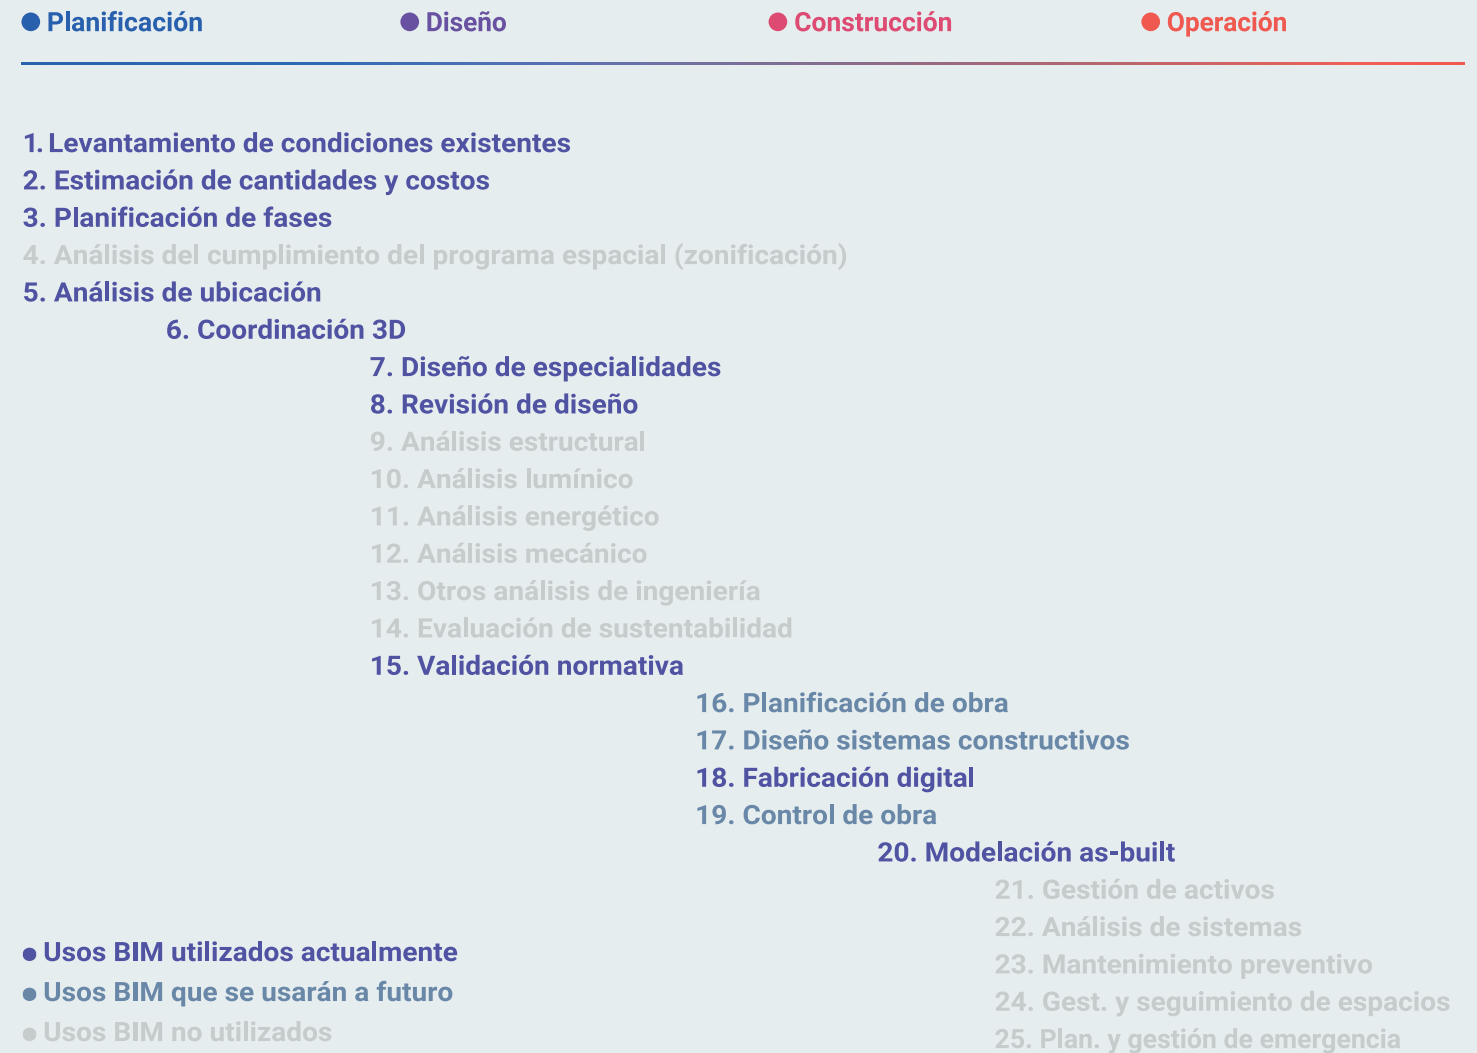 Planificación
Diseño
Construcción
Operación
1. Levantamiento de condiciones existentes
2. Estimación de cantidades y costos
3. Planificación de fases
4. Análisis del cumplimiento del programa espacial (zonificación)
5. Análisis de ubicación
6. Coordinación 3D
7. Diseño de especialidades
8. Revisión de diseño
9. Análisis estructural
10. Análisis lumínico
11. Análisis energético
12. Análisis mecánico
13. Otros análisis de ingeniería
14. Evaluación de sustentabilidad
15. Validación normativa
16. Planificación de obra
17. Diseño sistemas constructivos
18. Fabricación digital
19. Control de obra
20. Modelación as-built
21. Gestión de activos
22. Análisis de sistemas
23. Mantenimiento preventivo
24. Gest. y seguimiento de espacios
25. Plan. y gestión de emergencia
Usos BIM utilizados actualmente
Usos BIM que se usarán a futuro
Usos BIM no utilizados